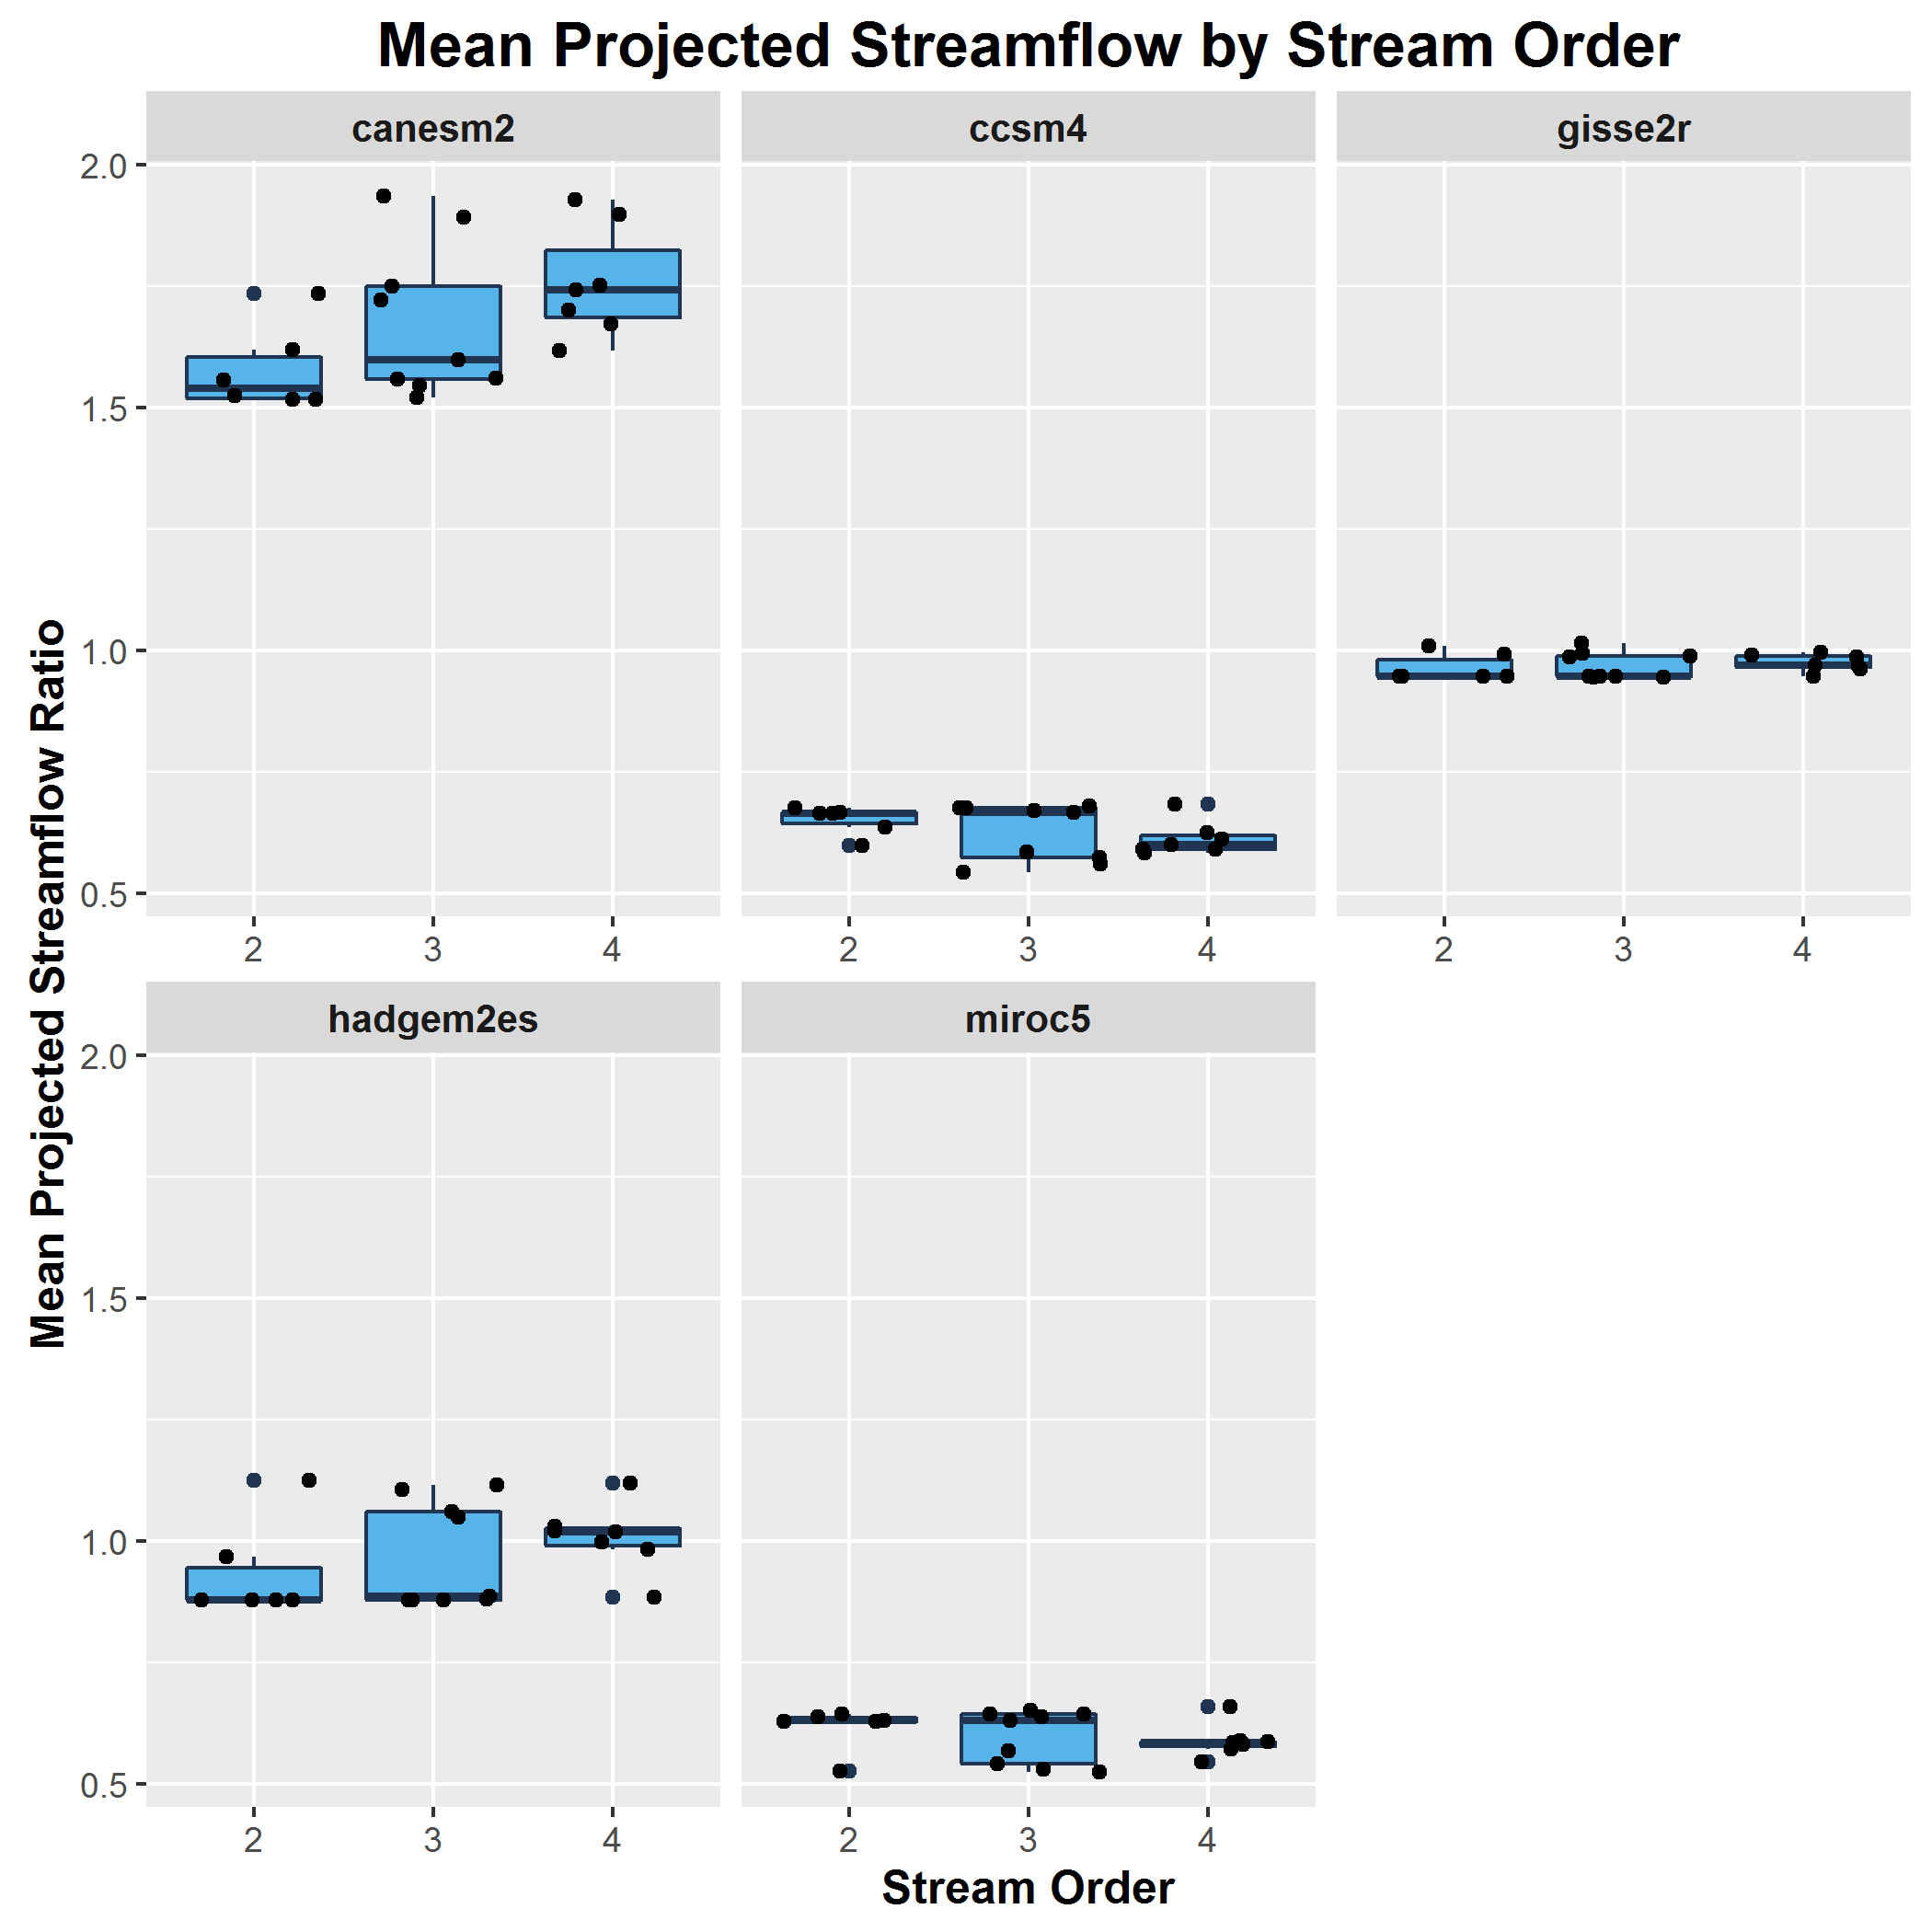 Mean Projected Streamflow by Stream Order
canesm2 ccsm4 gisse2r
2.0
1.5
1.0
0.5
2 3 4 2 3 4 2 3 4
Mean Projected Streamflow Ratio
hadgem2es miroc5
2.0
1.5
1.0
0.5
2 3 4 2 3 4
Stream Order